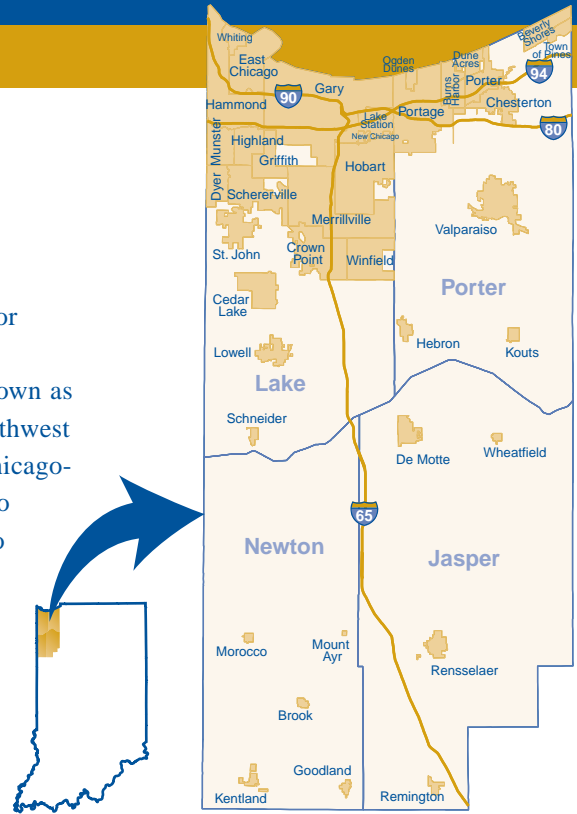 Whiting
East
Chicago
Hammond
90
Gary
Ogden
Dunes
Dune
Acres
Beverly
Shores
Town
of Pines
94
Burns
Harbor
Porter
Chesterton
80
Lake
Station
New Chicago
Portage
Munster
Dyer
Highland
Griffith
Hobart
Schererville
Merrillville
Valparaiso
St. John
Crown
Point
Winfield
Porter
Cedar
Lake
Hebron
Kouts
Lowell
Lake
Schneider
De Motte
Wheatfield
65
Newton
Jasper
Morocco
Mount
Ayr
Rensselaer
Brook
Goodland
Kentland
Remington
or
own as
thwest
hicago-
o
o